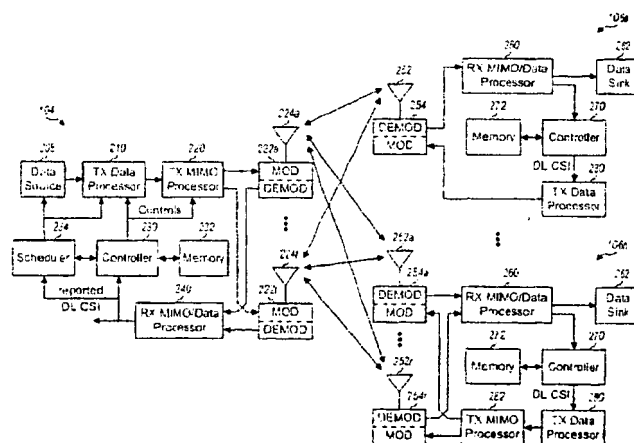 104
208
Data
Source
210
TX Data
Processor
220
TX MIMO
Processor
222a
MOD
DEMOD
224a
Controls
234
Scheduler
230
Controller
232
Memory
reported
DL CSI
240
RX MIMO/Data
Processor
222t
MOD
DEMOD
224t
252
254
DEMOD
MOD
260
RX MIMO/Data
Processor
262
Data
Sink
272
Memory
270
Controller
DL CSI
280
TX Data
Processor
252a
254a
DEMOD
MOD
260
RX MIMO/Data
Processor
262
Data
Sink
272
Memory
270
Controller
DL CSI
252r
254r
DEMOD
MOD
282
TX MIMO
Processor
280
TX Data
Processor